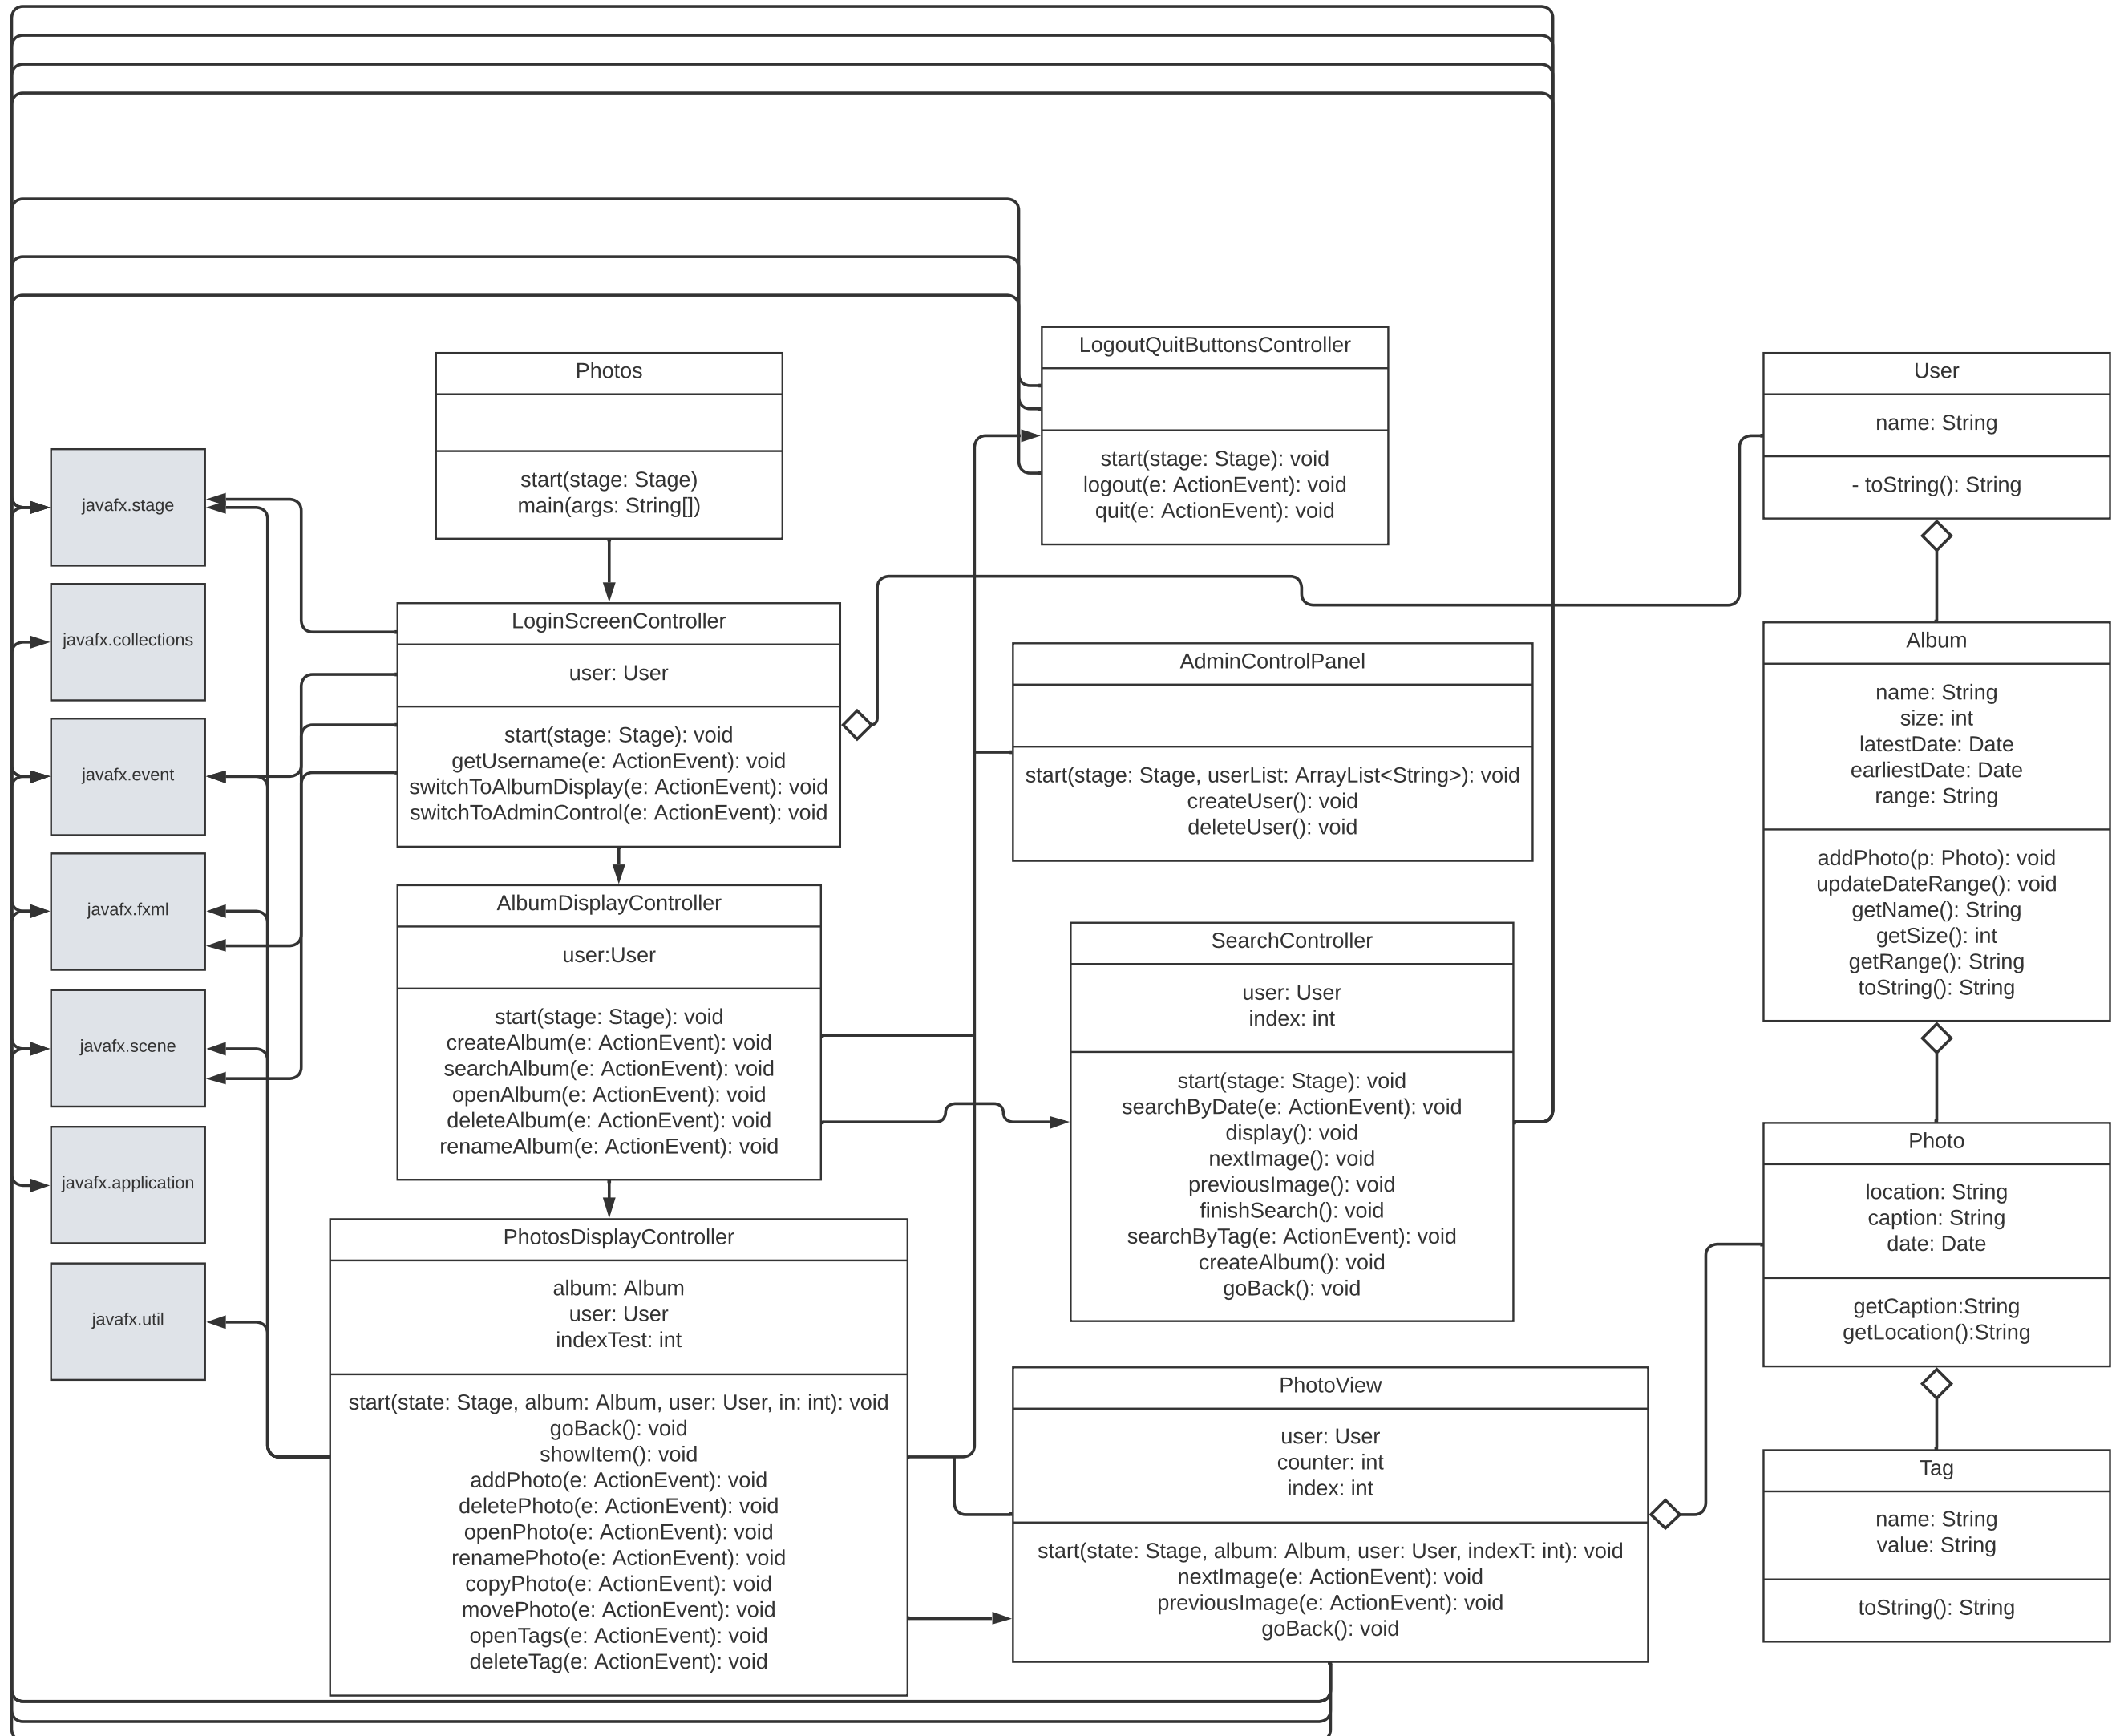 javafx.stage
javafx.collections
javafx.event
javafx.fxml
javafx.scene
javafx.application
javafx.util
Photos
start(stage: Stage)
main(args: String[])
LoginScreenController
user: User
start(stage: Stage): void
getUsername(e: ActionEvent): void
switchToAlbumDisplay(e: ActionEvent): void
switchToAdminControl(e: ActionEvent): void
AlbumDisplayController
user:User
start(stage: Stage): void
createAlbum(e: ActionEvent): void
searchAlbum(e: ActionEvent): void
openAlbum(e: ActionEvent): void
deleteAlbum(e: ActionEvent): void
renameAlbum(e: ActionEvent): void
PhotosDisplayController
album: Album
user: User
indexTest: int
start(state: Stage, album: Album, user: User, in: int): void
goBack(): void
showItem(): void
addPhoto(e: ActionEvent): void
deletePhoto(e: ActionEvent): void
openPhoto(e: ActionEvent): void
renamePhoto(e: ActionEvent): void
copyPhoto(e: ActionEvent): void
movePhoto(e: ActionEvent): void
openTags(e: ActionEvent): void
deleteTag(e: ActionEvent): void
LogoutQuitButtonsController
start(stage: Stage): void
logout(e: ActionEvent): void
quit(e: ActionEvent): void
AdminControlPanel
start(stage: Stage, userList: ArrayList<String>): void
createUser(): void
deleteUser(): void
SearchController
user: User
index: int
start(stage: Stage): void
searchByDate(e: ActionEvent): void
display(): void
nextImage(): void
previousImage(): void
finishSearch(): void
searchByTag(e: ActionEvent): void
createAlbum(): void
goBack(): void
PhotoView
user: User
counter: int
index: int
start(state: Stage, album: Album, user: User, indexT: int): void
nextImage(e: ActionEvent): void
previousImage(e: ActionEvent): void
goBack(): void
User
name: String
- toString(): String
Album
name: String
size: int
latestDate: Date
earliestDate: Date
range: String
addPhoto(p: Photo): void
updateDateRange(): void
getName(): String
getSize(): int
getRange(): String
toString(): String
Photo
location: String
caption: String
date: Date
getCaption:String
getLocation():String
Tag
name: String
value: String
toString(): String